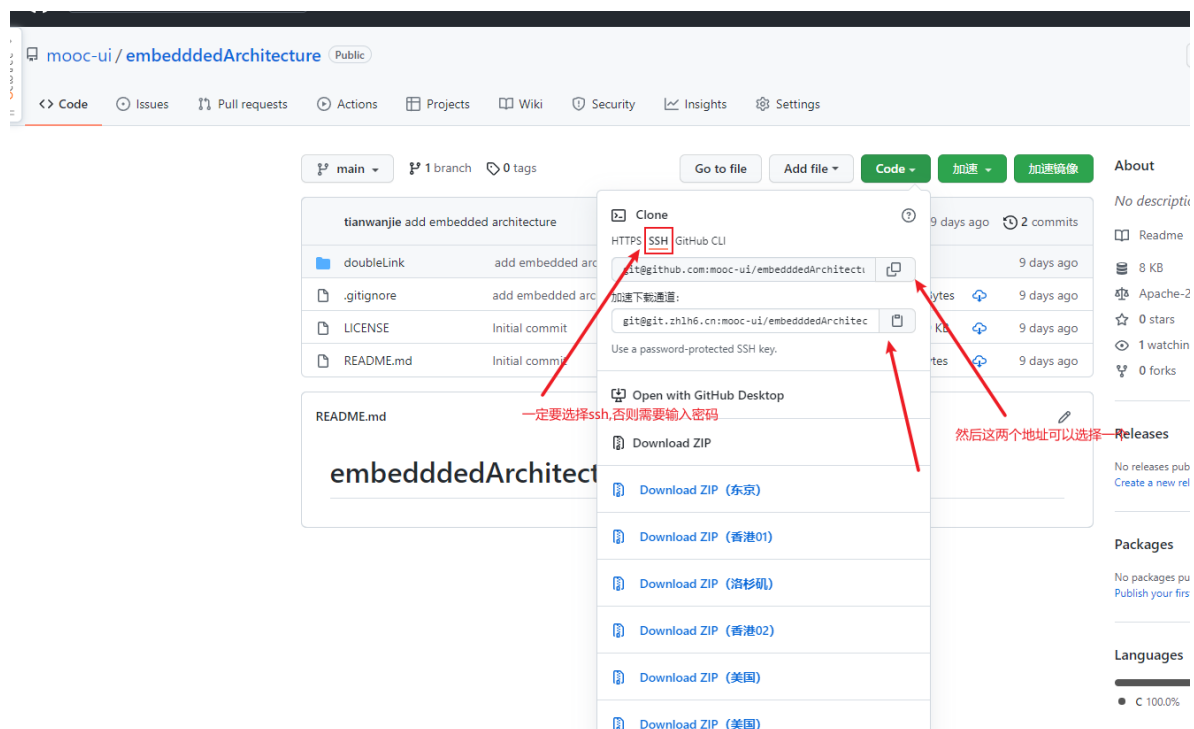 mooc-ui / embedddedArchitecture Public
Code Issues Pull requests Actions Projects Wiki Security Insights Settings
main 1 branch 0 tags Go to file Add file Code 加速 加速镜像
tianwanjie add embedded architecture 9 days ago 2 commits
doubleLink add embedded arc 9 days ago
.gitignore add embedded arc ytes 9 days ago
LICENSE Initial commit KB 9 days ago
README.md Initial commit ytes 9 days ago
Clone
HTTPS SSH GitHub CLI
git@github.com:mooc-ui/embedddedArchitectu
加速下载通道:
git@git.zhlh6.cn:mooc-ui/embedddedArchitec
Use a password-protected SSH key.
Open with GitHub Desktop
一定要选择ssh,否则需要输入密码
然后这两个地址可以选择一
Download ZIP
Download ZIP（东京）
Download ZIP（香港01）
Download ZIP（洛杉矶）
Download ZIP（香港02）
Download ZIP（美国）
Download ZIP（美国）
README.md
embedddedArchitect
About
No descriptio
Readme
8 KB
Apache-2
0 stars
1 watchin
0 forks
Releases
No releases pub
Create a new rel
Packages
No packages pu
Publish your firs
Languages
C 100.0%